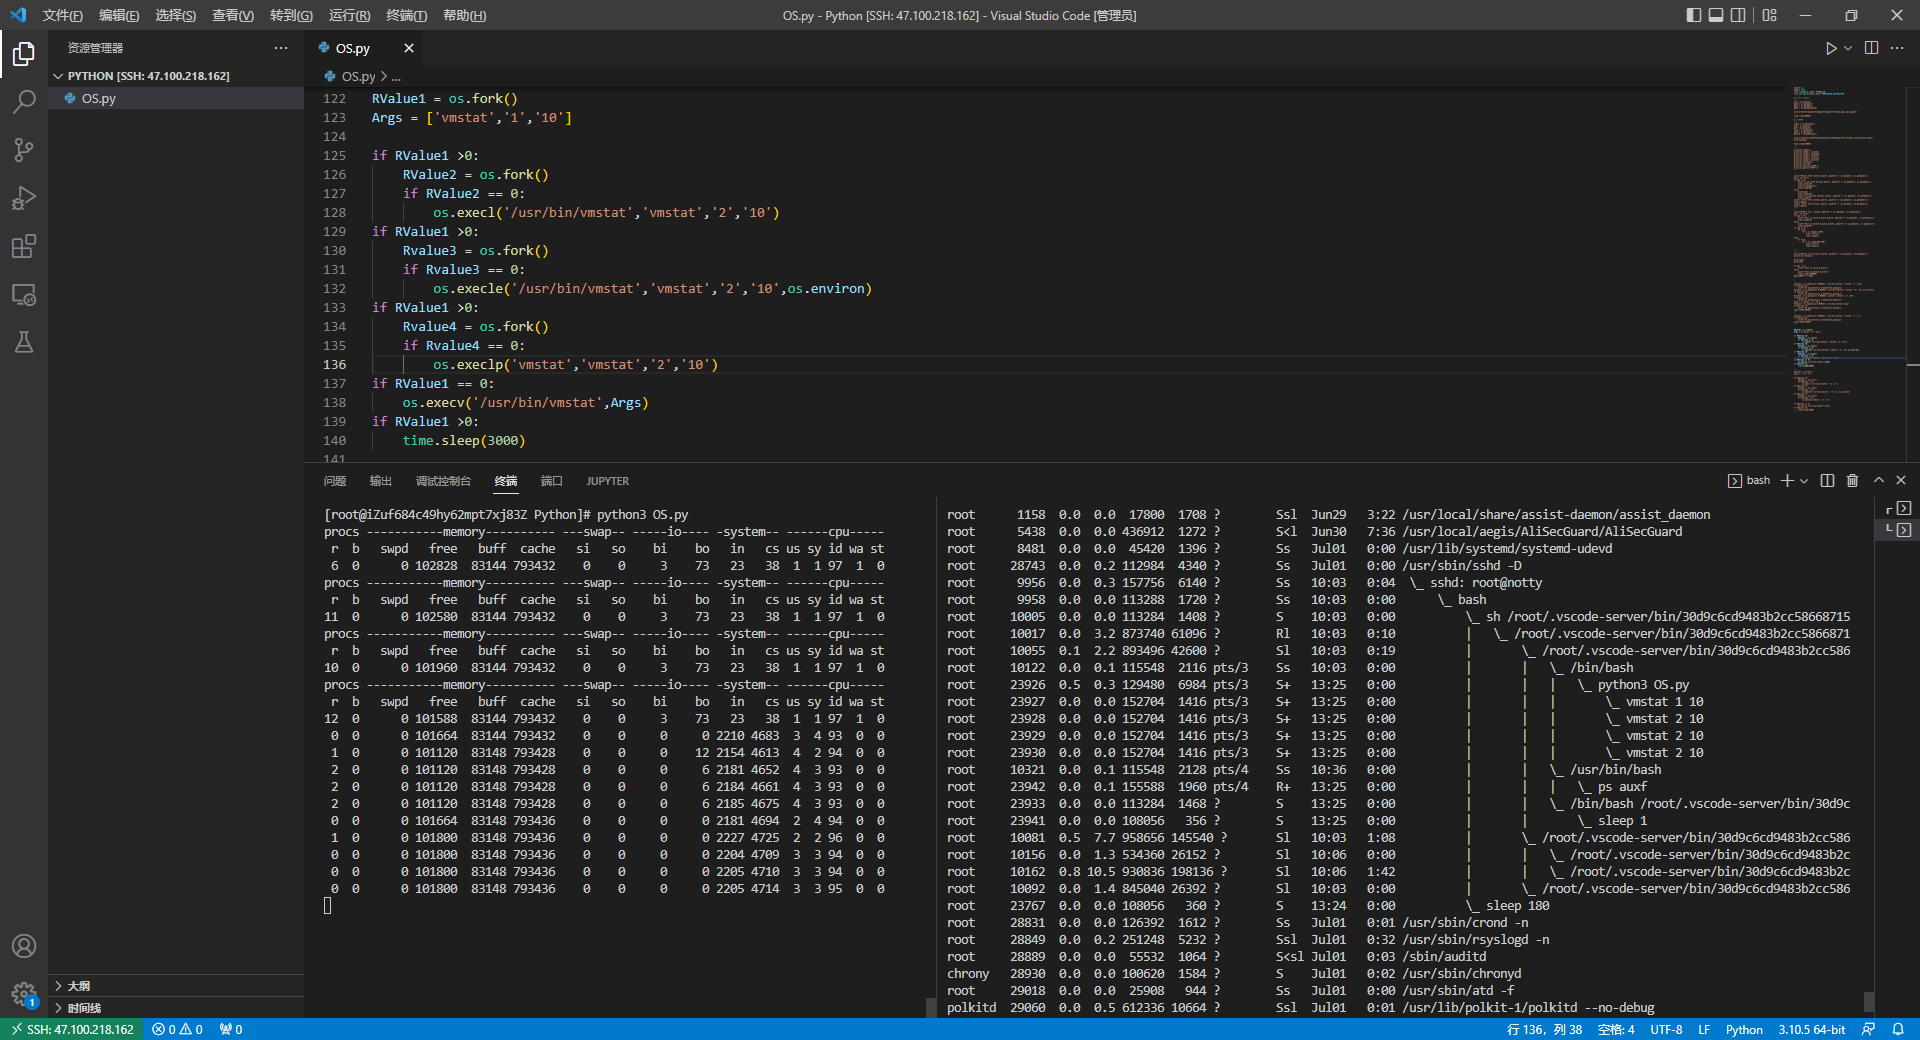 文件(F) 编辑(E) 选择(S) 查看(V) 转到(G) 运行(R) 终端(T) 帮助(H)
OS.py - Python [SSH: 47.100.218.162] - Visual Studio Code [管理员]
资源管理器
PYTHON [SSH: 47.100.218.162]
OS.py
大纲
时间线
OS.py
OS.py > ...
122 RValue1 = os.fork()
123 Args = ['vmstat','1','10']
124
125 if RValue1 >0:
126 RValue2 = os.fork()
127 if RValue2 == 0:
128 os.execl('/usr/bin/vmstat','vmstat','2','10')
129 if RValue1 >0:
130 Rvalue3 = os.fork()
131 if Rvalue3 == 0:
132 os.execle('/usr/bin/vmstat','vmstat','2','10',os.environ)
133 if RValue1 >0:
134 Rvalue4 = os.fork()
135 if Rvalue4 == 0:
136 os.execlp('vmstat','vmstat','2','10')
137 if RValue1 == 0:
138 os.execv('/usr/bin/vmstat',Args)
139 if RValue1 >0:
140 time.sleep(3000)
141
问题 输出 调试控制台 终端 端口 JUPYTER
bash
[root@iZuf684c49hy62mpt7xj83Z Python]# python3 OS.py
procs -----------memory---------- ---swap-- -----io---- -system-- ------cpu-----
r b swpd free buff cache si so bi bo in cs us sy id wa st
6 0 0 102828 83144 793432 0 0 3 73 23 38 1 1 97 1 0
procs -----------memory---------- ---swap-- -----io---- -system-- ------cpu-----
r b swpd free buff cache si so bi bo in cs us sy id wa st
11 0 0 102580 83144 793432 0 0 3 73 23 38 1 1 97 1 0
procs -----------memory---------- ---swap-- -----io---- -system-- ------cpu-----
r b swpd free buff cache si so bi bo in cs us sy id wa st
10 0 0 101960 83144 793432 0 0 3 73 23 38 1 1 97 1 0
procs -----------memory---------- ---swap-- -----io---- -system-- ------cpu-----
r b swpd free buff cache si so bi bo in cs us sy id wa st
12 0 0 101588 83144 793432 0 0 3 73 23 38 1 1 97 1 0
0 0 0 101664 83144 793432 0 0 0 0 2210 4683 3 4 93 0 0
1 0 0 101120 83148 793428 0 0 0 12 2154 4613 4 2 94 0 0
2 0 0 101120 83148 793428 0 0 0 6 2181 4652 4 3 93 0 0
2 0 0 101120 83148 793428 0 0 0 6 2184 4661 4 3 93 0 0
2 0 0 101120 83148 793428 0 0 0 6 2185 4675 4 3 93 0 0
0 0 0 101664 83148 793436 0 0 0 0 2181 4694 2 4 94 0 0
1 0 0 101800 83148 793436 0 0 0 0 2227 4725 2 2 96 0 0
0 0 0 101800 83148 793436 0 0 0 0 2204 4709 3 3 94 0 0
0 0 0 101800 83148 793436 0 0 0 0 2205 4710 3 3 94 0 0
0 0 0 101800 83148 793436 0 0 0 0 2205 4714 3 3 95 0 0
root 1158 0.0 0.0 17800 1708 ? Ssl Jun29 3:22 /usr/local/share/assist-daemon/assist_daemon
root 5438 0.0 0.0 436912 1272 ? S<l Jun30 7:36 /usr/local/aegis/AliSecGuard/AliSecGuard
root 8481 0.0 0.0 45420 1396 ? Ss Jul01 0:00 /usr/lib/systemd/systemd-udevd
root 28743 0.0 0.2 112984 4340 ? Ss Jul01 0:00 /usr/sbin/sshd -D
root 9956 0.0 0.3 157756 6140 ? Ss 10:03 0:04 \_ sshd: root@notty
root 9958 0.0 0.0 113288 1720 ? Ss 10:03 0:00 \_ bash
root 10005 0.0 0.0 113284 1408 ? S 10:03 0:00 \_ sh /root/.vscode-server/bin/30d9c6cd9483b2cc58668715
root 10017 0.0 3.2 873740 61096 ? Rl 10:03 0:10 | \_ /root/.vscode-server/bin/30d9c6cd9483b2cc5866871
root 10055 0.1 2.2 893496 42600 ? Sl 10:03 0:19 | \_ /root/.vscode-server/bin/30d9c6cd9483b2cc586
root 10122 0.0 0.1 115548 2116 pts/3 Ss 10:03 0:00 | | \_ /bin/bash
root 23926 0.5 0.3 129480 6984 pts/3 S+ 13:25 0:00 | | | \_ python3 OS.py
root 23927 0.0 0.0 152704 1416 pts/3 S+ 13:25 0:00 | | | \_ vmstat 1 10
root 23928 0.0 0.0 152704 1416 pts/3 S+ 13:25 0:00 | | | \_ vmstat 2 10
root 23929 0.0 0.0 152704 1416 pts/3 S+ 13:25 0:00 | | | \_ vmstat 2 10
root 23930 0.0 0.0 152704 1416 pts/3 S+ 13:25 0:00 | | | \_ vmstat 2 10
root 10321 0.0 0.1 115548 2128 pts/4 Ss 10:36 0:00 | | \_ /usr/bin/bash
root 23942 0.0 0.1 155588 1960 pts/4 R+ 13:25 0:00 | | | \_ ps auxf
root 23933 0.0 0.0 113284 1468 ? S 13:25 0:00 | | \_ /bin/bash /root/.vscode-server/bin/30d9c
root 23941 0.0 0.0 108056 356 ? S 13:25 0:00 | | \_ sleep 1
root 10081 0.5 7.7 958656 145540 ? Sl 10:03 1:08 | \_ /root/.vscode-server/bin/30d9c6cd9483b2cc586
root 10156 0.0 1.3 534360 26152 ? Sl 10:06 0:00 | | \_ /root/.vscode-server/bin/30d9c6cd9483b2c
root 10162 0.8 10.5 930836 198136 ? Sl 10:06 1:42 | | \_ /root/.vscode-server/bin/30d9c6cd9483b2c
root 10092 0.0 1.4 845040 26392 ? Sl 10:03 0:00 | \_ /root/.vscode-server/bin/30d9c6cd9483b2cc586
root 23767 0.0 0.0 108056 360 ? S 13:24 0:00 \_ sleep 180
root 28831 0.0 0.0 126392 1612 ? Ss Jul01 0:01 /usr/sbin/crond -n
root 28849 0.0 0.2 251248 5232 ? Ssl Jul01 0:32 /usr/sbin/rsyslogd -n
root 28889 0.0 0.0 55532 1064 ? S<sl Jul01 0:03 /sbin/auditd
chrony 28930 0.0 0.0 100620 1584 ? S Jul01 0:02 /usr/sbin/chronyd
root 29018 0.0 0.0 25908 944 ? Ss Jul01 0:00 /usr/sbin/atd -f
polkitd 29060 0.0 0.5 612336 10664 ? Ssl Jul01 0:01 /usr/lib/polkit-1/polkitd --no-debug
1
SSH: 47.100.218.162 0 0 0
行 136，列 38 空格: 4 UTF-8 LF Python 3.10.5 64-bit